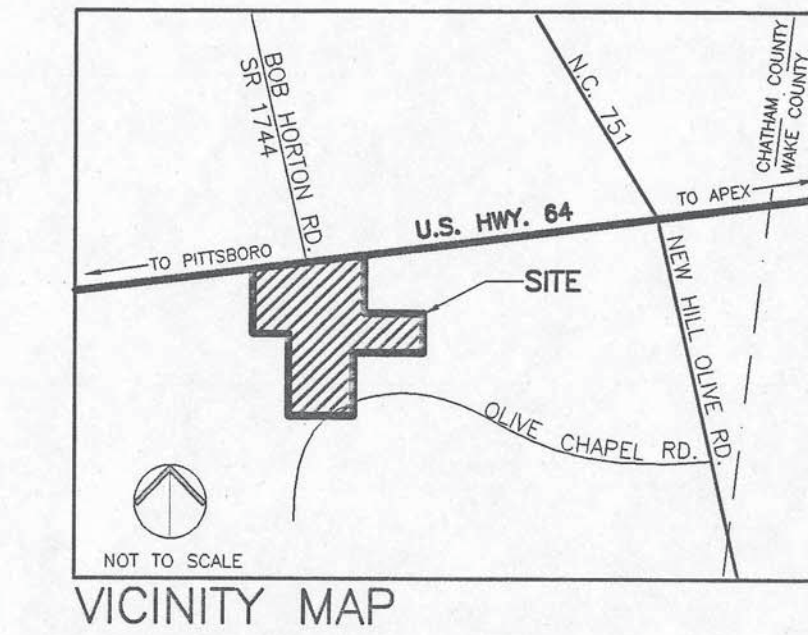 BOB HORTON RD.
SR 1744
N.C. 751
CHATHAM COUNTY
WAKE COUNTY
TO APEX
U.S. HWY. 64
TO PITTSBORO
SITE
NEW HILL OLIVE RD.
OLIVE CHAPEL RD.
NOT TO SCALE
VICINITY MAP